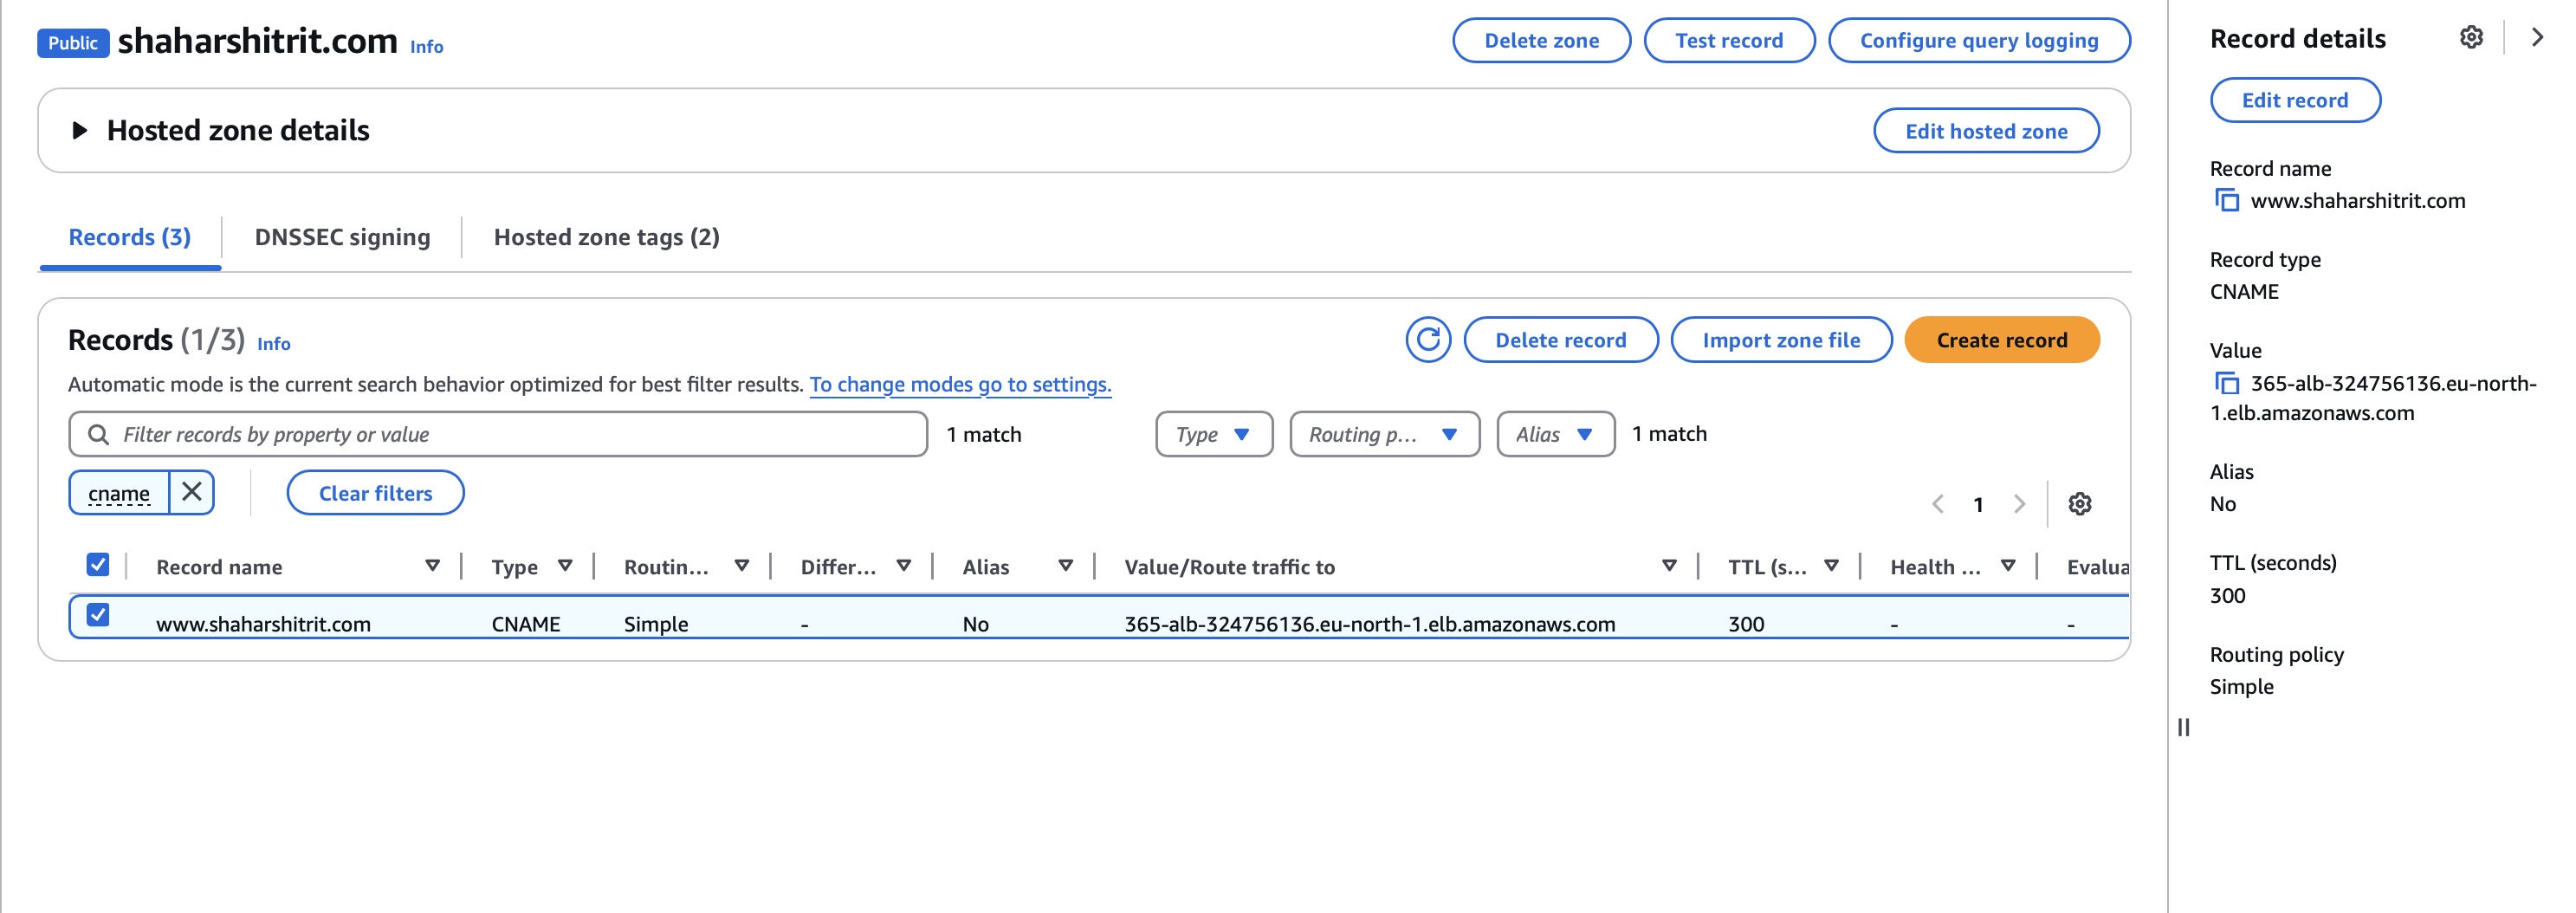 Public shaharshitrit.com Info
Delete zone Test record Configure query logging
Hosted zone details
Edit hosted zone
Records (3) DNSSEC signing Hosted zone tags (2)
Records (1/3) Info
Delete record Import zone file Create record
Automatic mode is the current search behavior optimized for best filter results. To change modes go to settings.
Filter records by property or value 1 match Type Routing p... Alias 1 match
cname Clear filters
1
Record name Type Routin... Differ... Alias Value/Route traffic to TTL (s... Health ... Evalua
www.shaharshitrit.com CNAME Simple - No 365-alb-324756136.eu-north-1.elb.amazonaws.com 300 - -
Record details
Edit record
Record name
www.shaharshitrit.com
Record type
CNAME
Value
365-alb-324756136.eu-north-
1.elb.amazonaws.com
Alias
No
TTL (seconds)
300
Routing policy
Simple